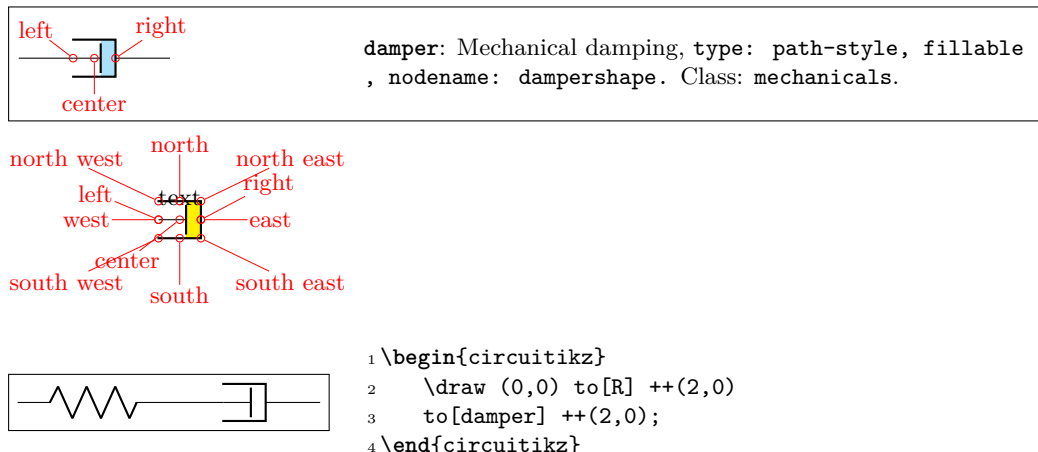 left
right
center
damper: Mechanical damping, type: path-style, fillable
, nodename: dampershape. Class: mechanicals.
north west
north
north east
text
left
right
west
east
center
south west
south
south east
1 \begin{circuitikz}
2 \draw (0,0) to[R] ++(2,0)
3 to[damper] ++(2,0);
4 \end{circuitikz}